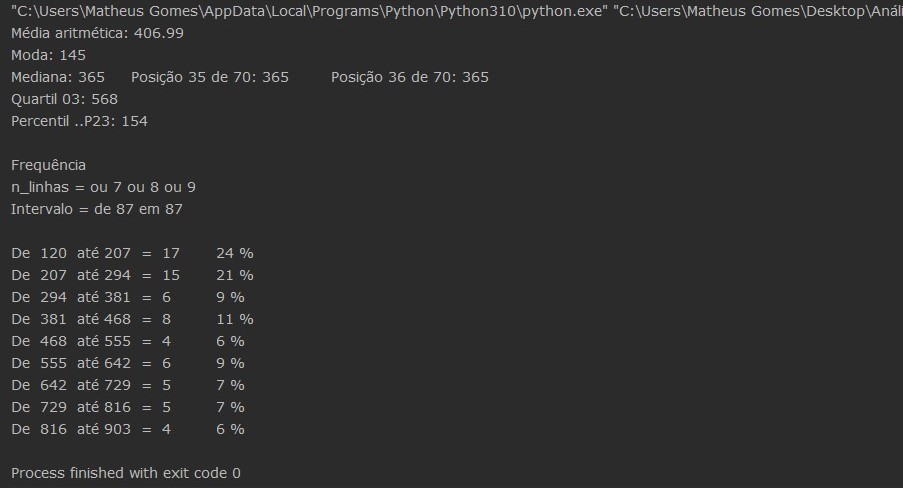 "C:\Users\Matheus Gomes\AppData\Local\Programs\Python\Python310\python.exe" "C:\Users\Matheus Gomes\Desktop\Análi
Média aritmética: 406.99
Moda: 145
Mediana: 365 Posição 35 de 70: 365 Posição 36 de 70: 365
Quartil 03: 568
Percentil ..P23: 154
Frequência
n_linhas = ou 7 ou 8 ou 9
Intervalo = de 87 em 87
De 120 até 207 = 17 24 %
De 207 até 294 = 15 21 %
De 294 até 381 = 6 9 %
De 381 até 468 = 8 11 %
De 468 até 555 = 4 6 %
De 555 até 642 = 6 9 %
De 642 até 729 = 5 7 %
De 729 até 816 = 5 7 %
De 816 até 903 = 4 6 %
Process finished with exit code 0